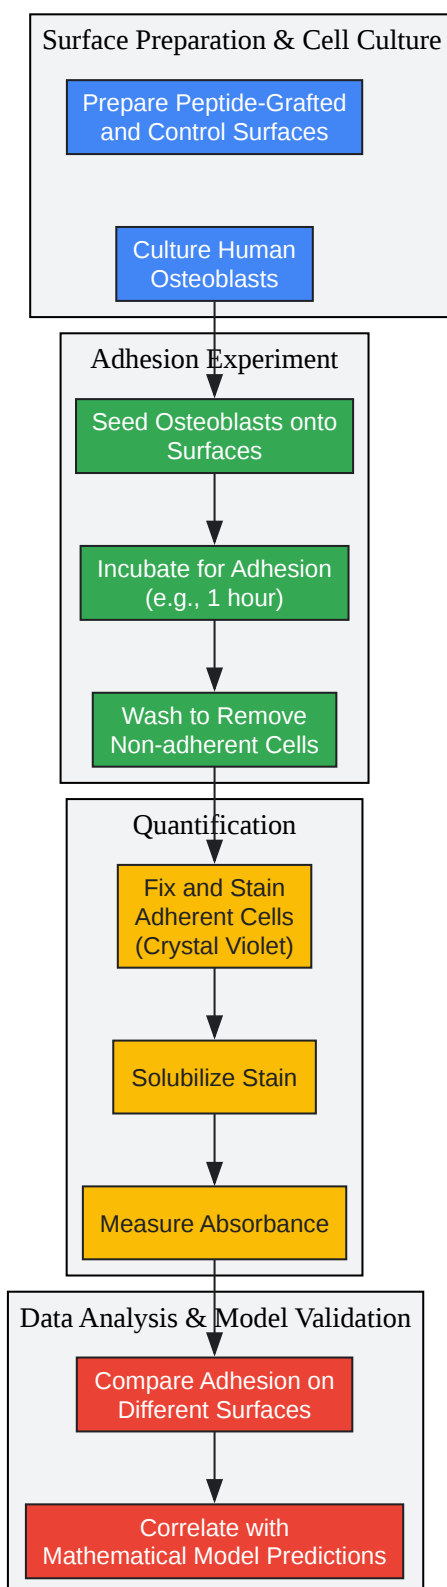 Surface Preparation & Cell Culture
Prepare Peptide-Grafted
and Control Surfaces
Culture Human
Osteoblasts
Adhesion Experiment
Seed Osteoblasts onto
Surfaces
Incubate for Adhesion
(e.g., 1 hour)
Wash to Remove
Non-adherent Cells
Quantification
Fix and Stain
Adherent Cells
(Crystal Violet)
Solubilize Stain
Measure Absorbance
Data Analysis & Model Validation
Compare Adhesion on
Different Surfaces
Correlate with
Mathematical Model Predictions